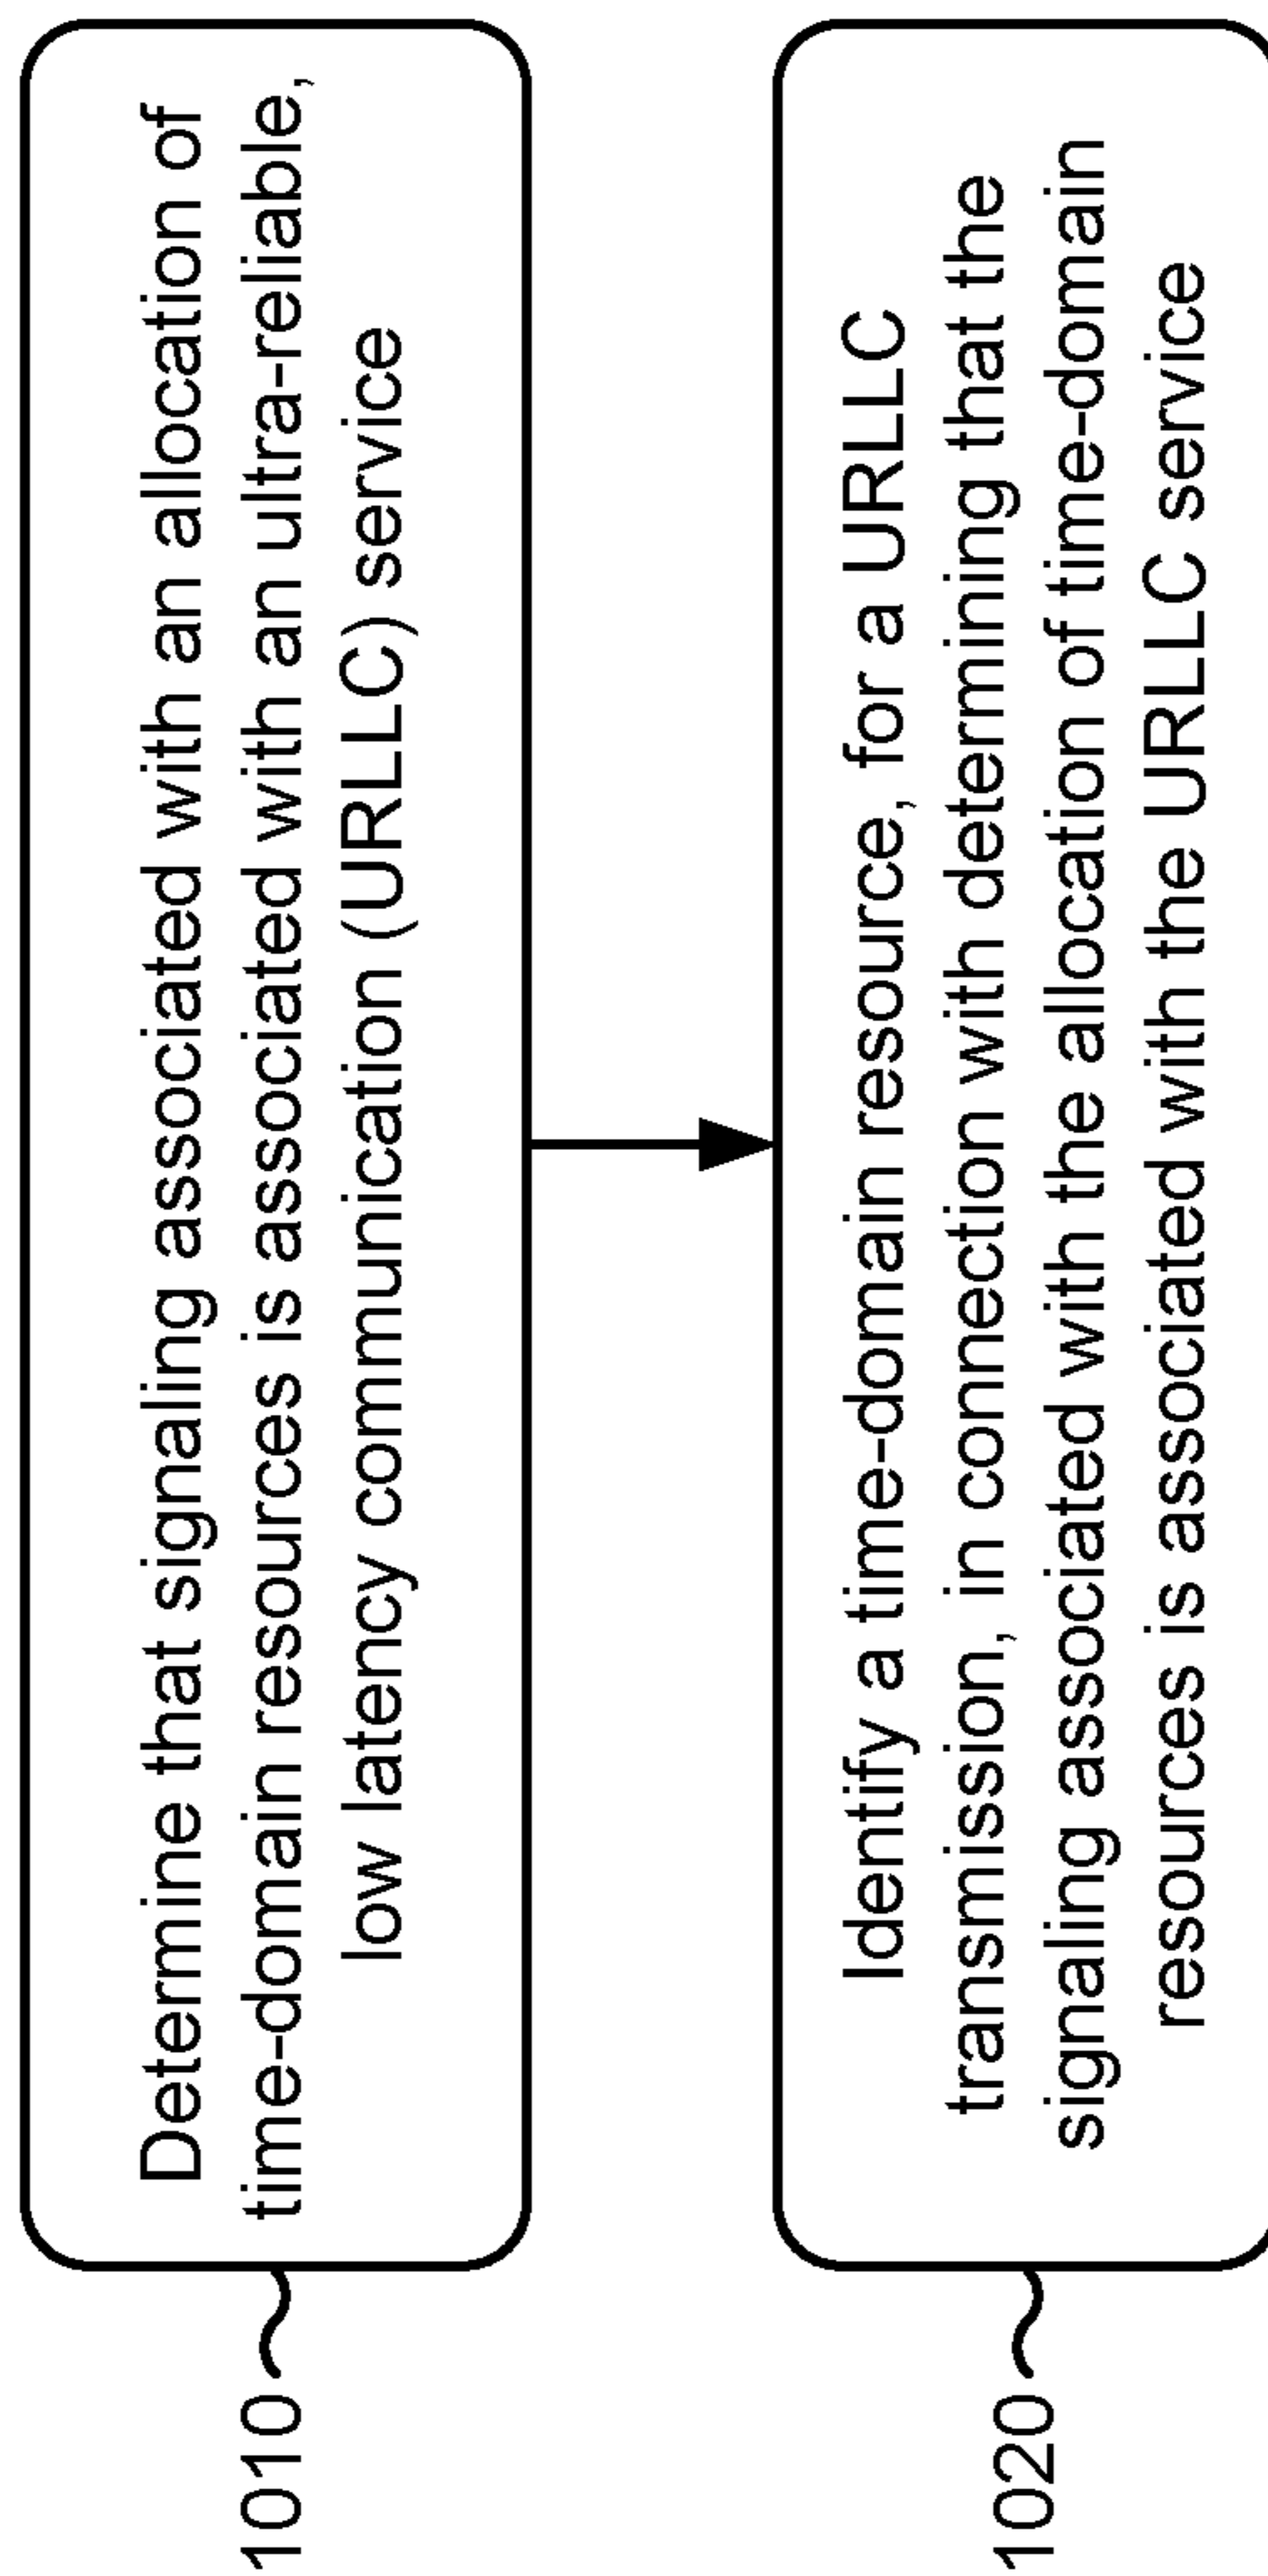 1010
Determine that signaling associated with an allocation of
time-domain resources is associated with an ultra-reliable,
low latency communication (URLLC) service
1020
Identify a time-domain resource, for a URLLC
transmission, in connection with determining that the
signaling associated with the allocation of time-domain
resources is associated with the URLLC service